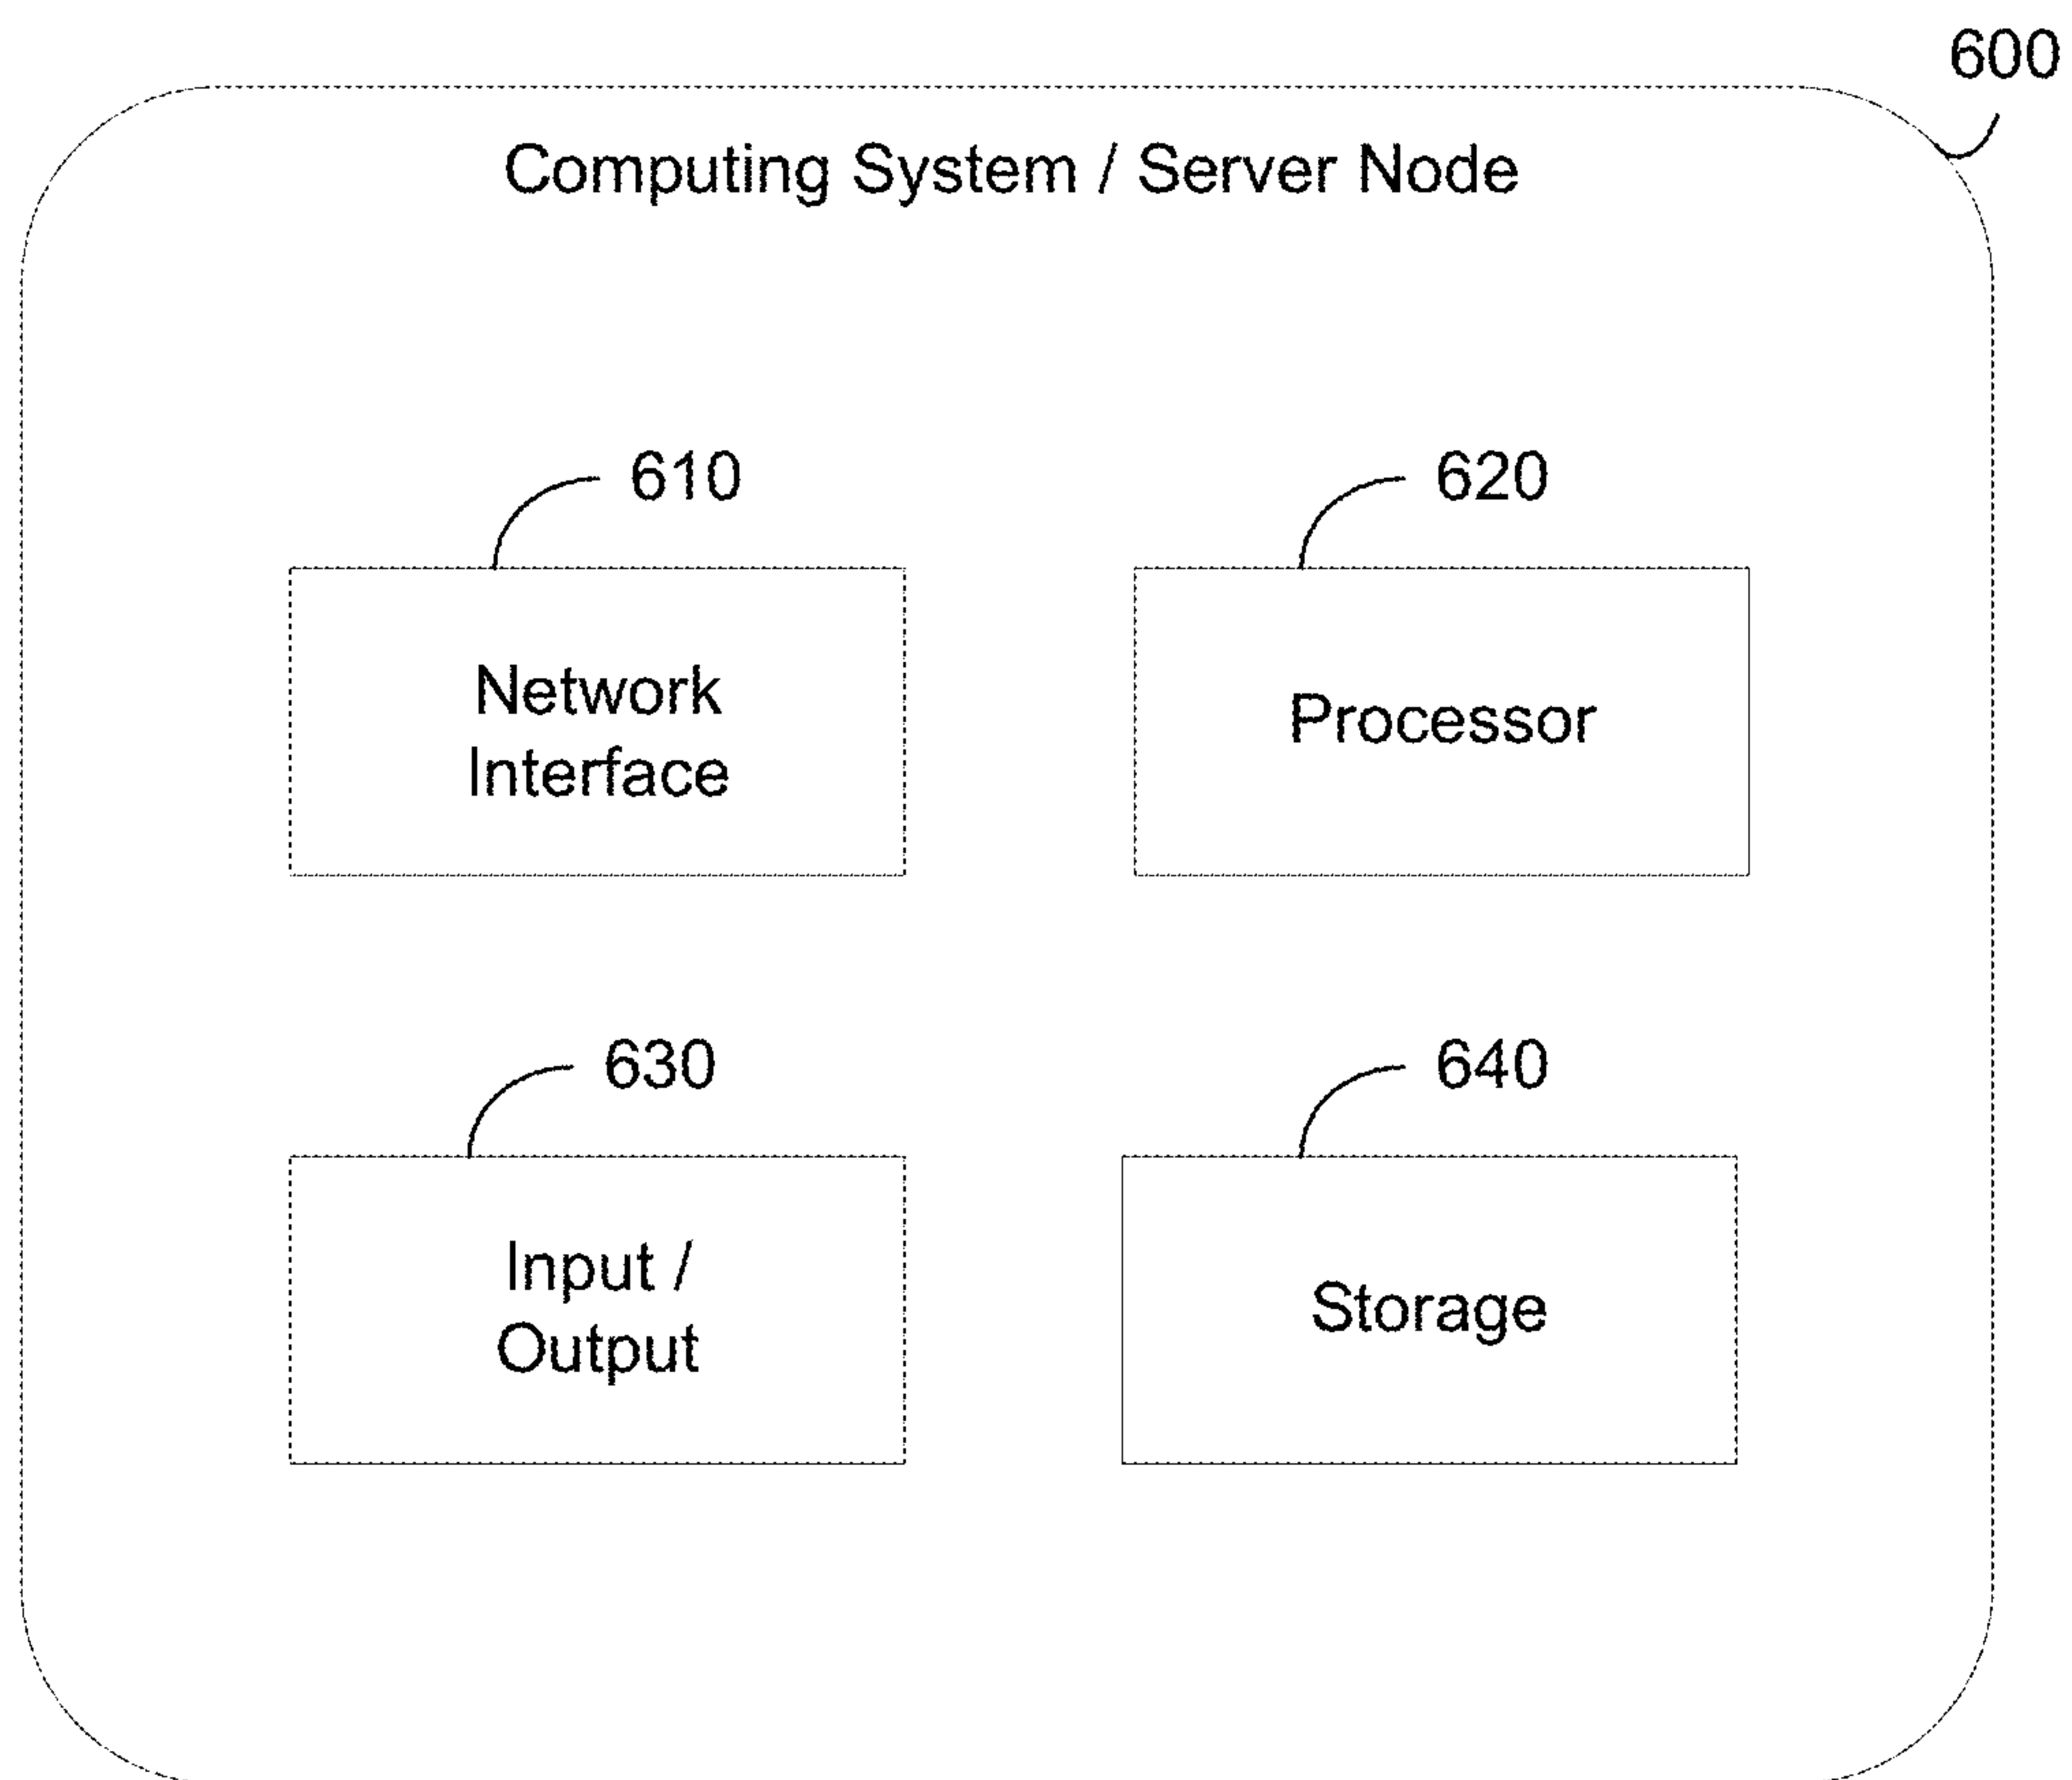 600
Computing System / Server Node
610
620
Network
Interface
Processor
630
640
Input /
Output
Storage